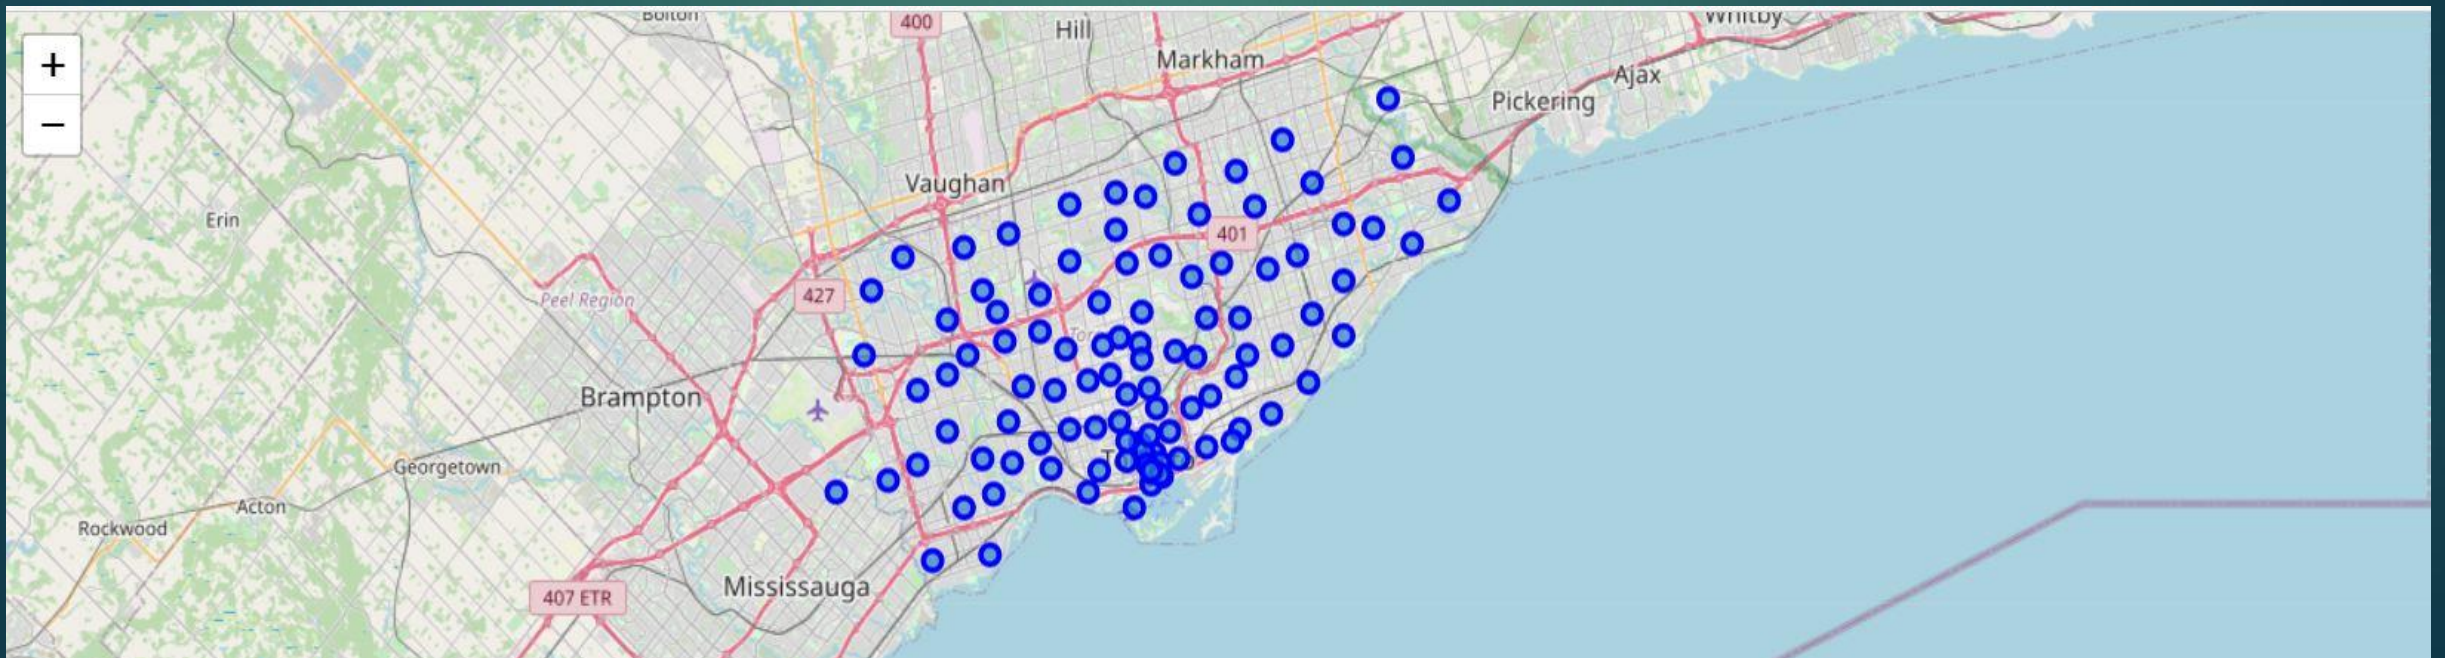 Bolton
400
Hill
Whitby
+
Markham
Ajax
Pickering
−
Vaughan
Erin
401
427
Peel Region
Brampton
Georgetown
Acton
Rockwood
Mississauga
407 ETR